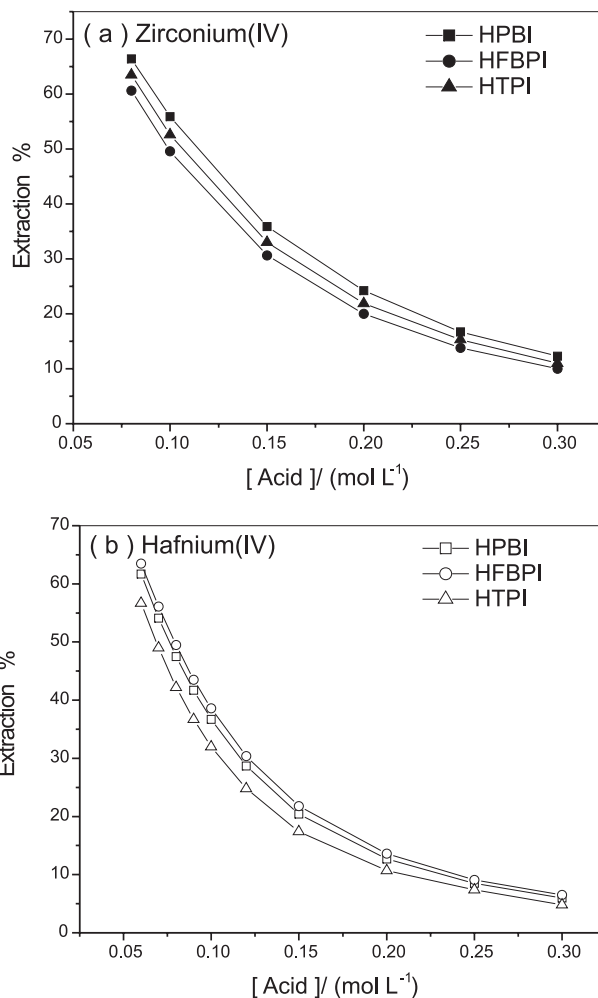 ( a ) Zirconium(IV)
HPBI
HFBPI
HTPI
70
60
50
40
30
20
10
0
Extraction %
0.05 0.10 0.15 0.20 0.25 0.30
[ Acid ]/ (mol L⁻¹)
( b ) Hafnium(IV)
HPBI
HFBPI
HTPI
70
60
50
40
30
20
10
0
Extraction %
0.05 0.10 0.15 0.20 0.25 0.30
[ Acid ]/ (mol L⁻¹)